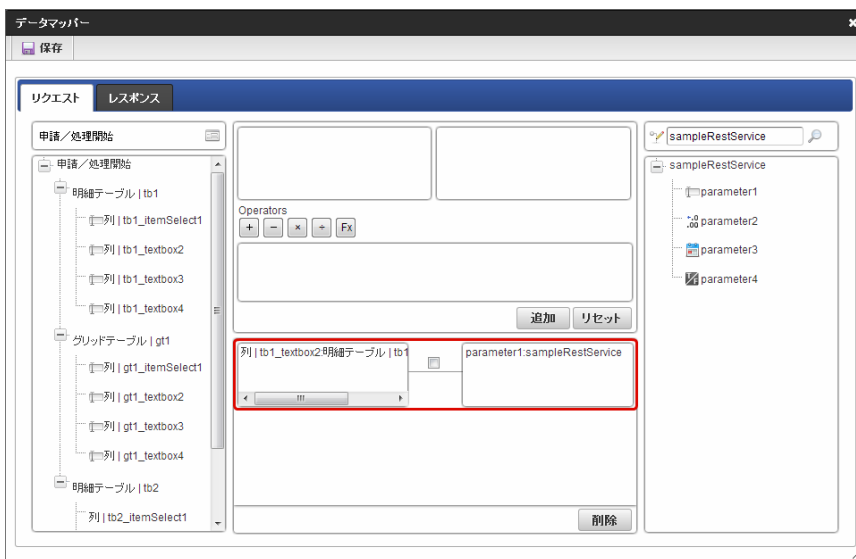 データマッパー
保存
リクエスト
レスポンス
申請/処理開始
申請/処理開始
明細テーブル | tb1
列 | tb1_itemSelect1
列 | tb1_textbox2
列 | tb1_textbox3
列 | tb1_textbox4
グリッドテーブル | gt1
列 | gt1_itemSelect1
列 | gt1_textbox2
列 | gt1_textbox3
列 | gt1_textbox4
明細テーブル | tb2
列 | tb2_itemSelect1
Operators
+ − × ÷ Fx
追加
リセット
列 | tb1_textbox2:明細テーブル | tb1
parameter1:sampleRestService
削除
sampleRestService
sampleRestService
parameter1
parameter2
parameter3
parameter4